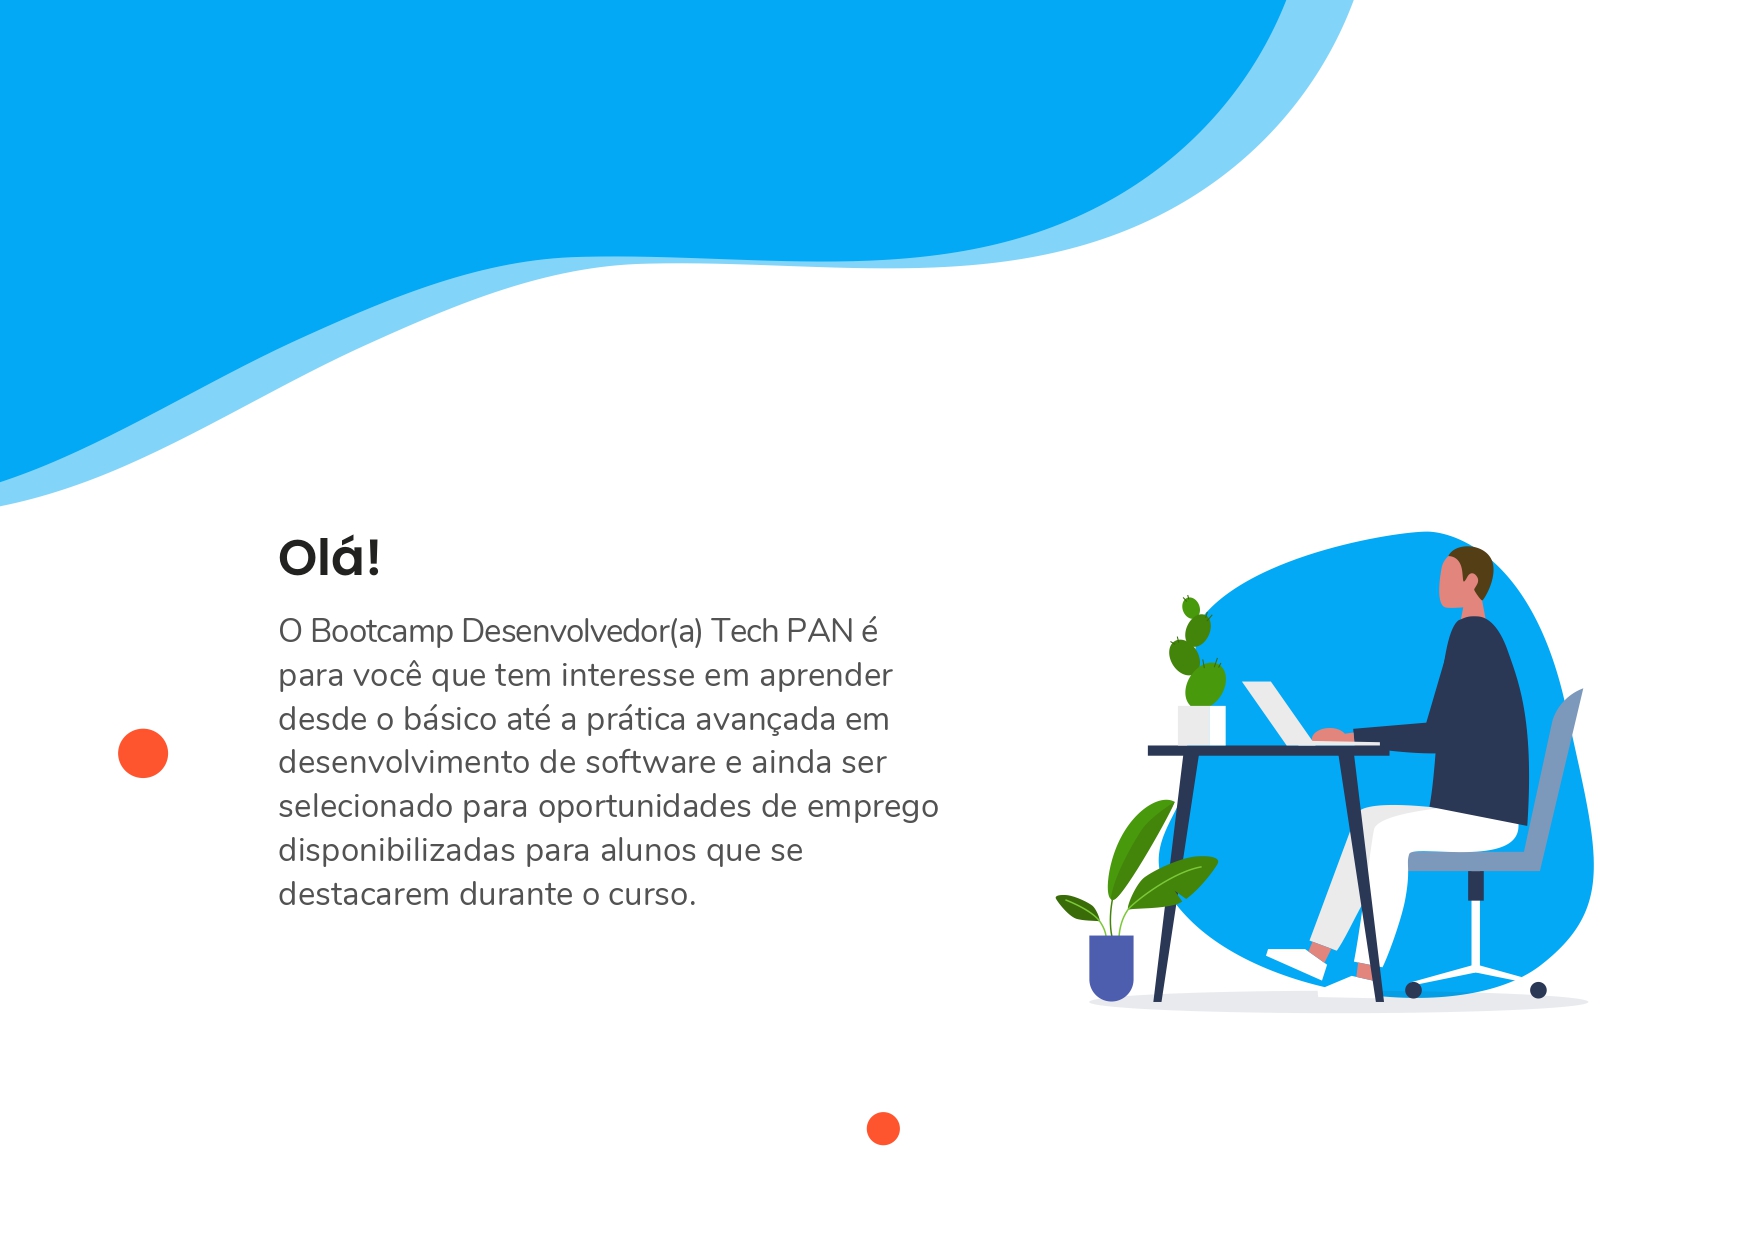 Olá!
O Bootcamp Desenvolvedor(a) Tech PAN é
para você que tem interesse em aprender
desde o básico até a prática avançada em
desenvolvimento de software e ainda ser
selecionado para oportunidades de emprego
disponibilizadas para alunos que se
destacarem durante o curso.